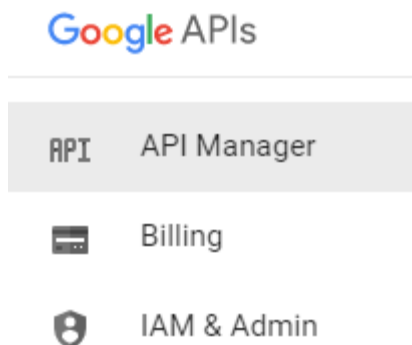 Google APIs
API API Manager
Billing
IAM & Admin